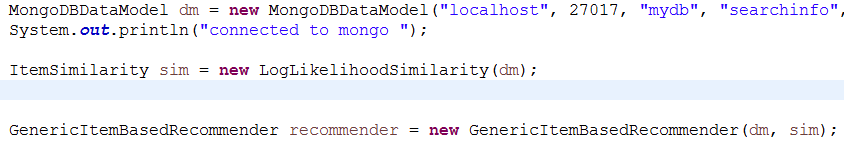 MongoDBDataModel dm = new MongoDBDataModel("localhost", 27017, "mydb", "searchinfo",
System.out.println("connected to mongo ");
ItemSimilarity sim = new LogLikelihoodSimilarity(dm);
GenericItemBasedRecommender recommender = new GenericItemBasedRecommender(dm, sim);